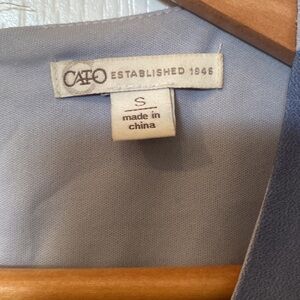 CATO ESTABLISHED 1946
S
made in
china